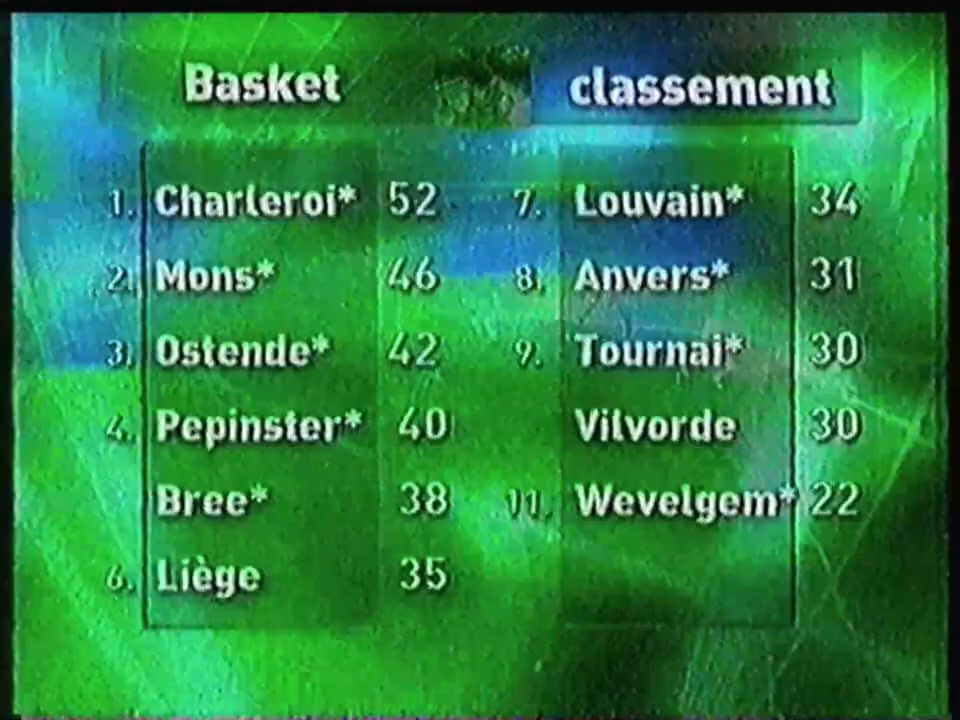 Basket classement
1. Charleroi* 52
2. Mons* 46
3. Ostende* 42
4. Pepinster* 40
Bree* 38
6. Liège 35
7. Louvain* 34
8. Anvers* 31
9. Tournai* 30
Vilvorde 30
11. Wevelgem* 22